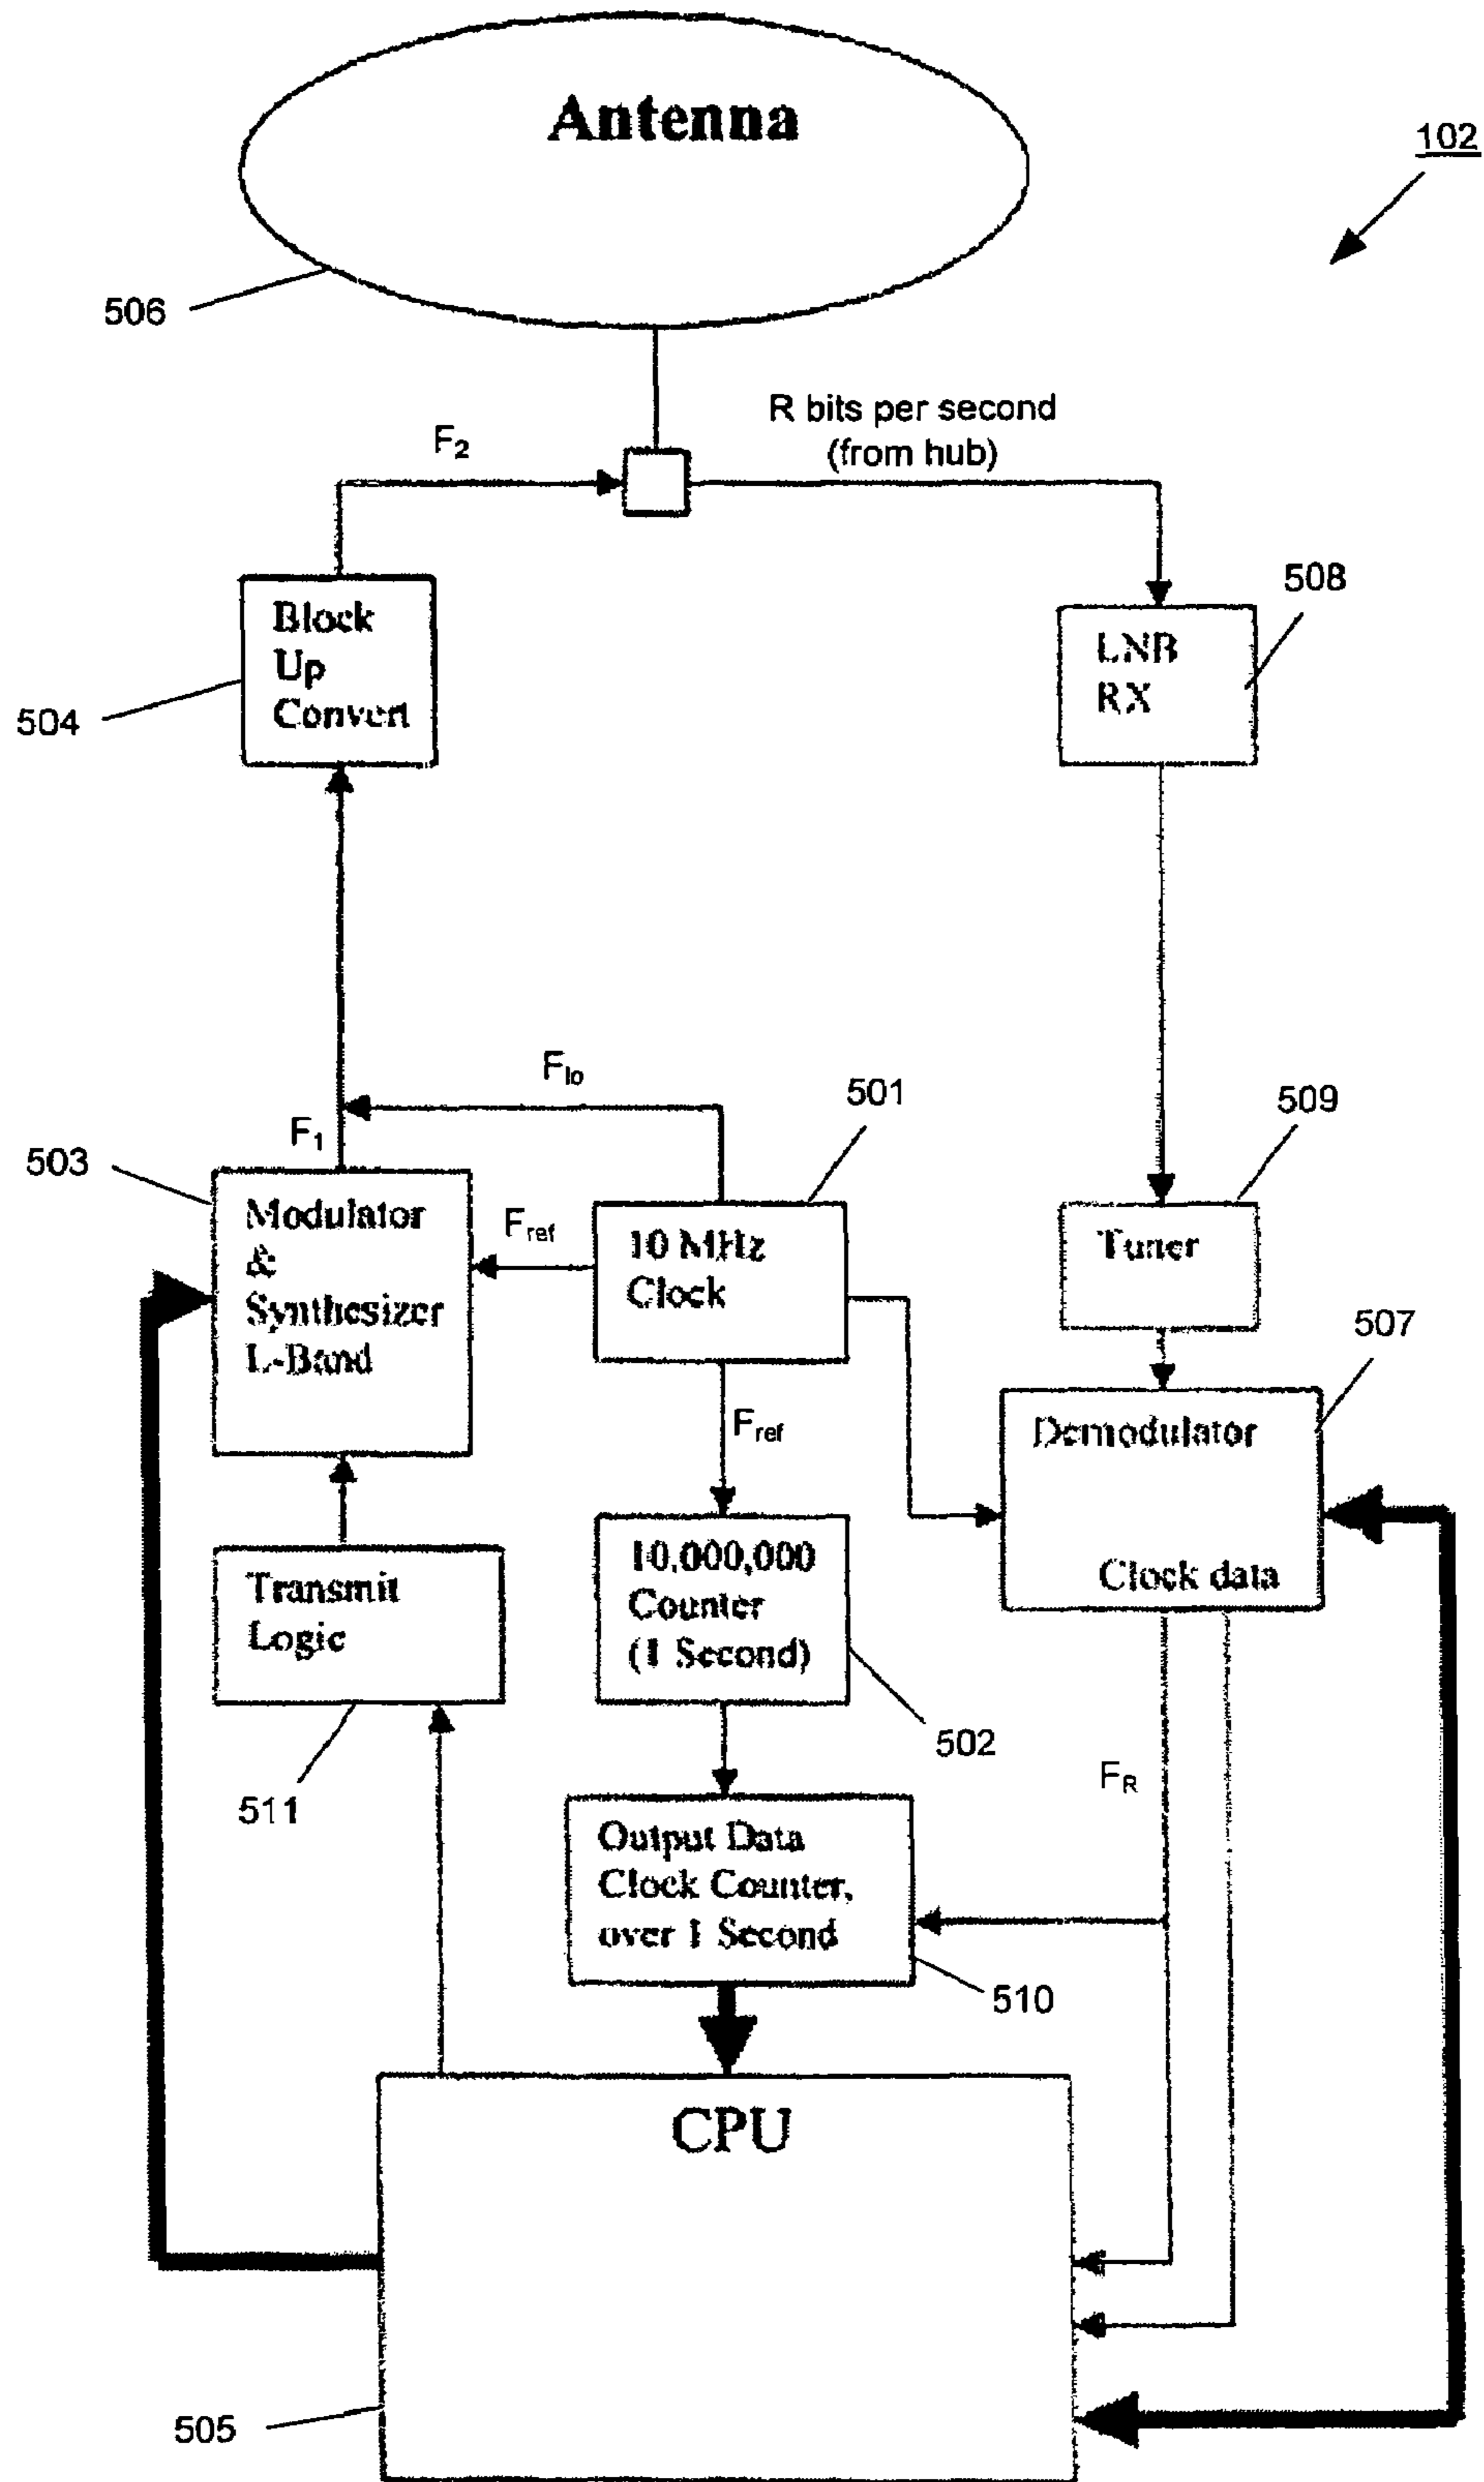 Antenna
102
506
F2
R bits per second
(from hub)
Block
Up
Convert
504
LNB
RX
508
Flo
501
F1
503
Modulator
&
Synthesizer
L-Band
Fref
10 MHz
Clock
509
Tuner
507
Fref
Demodulator
Clock data
10,000,000
Counter
(1 Second)
Transmit
Logic
502
511
FR
Output Data
Clock Counter,
over 1 Second
510
CPU
505